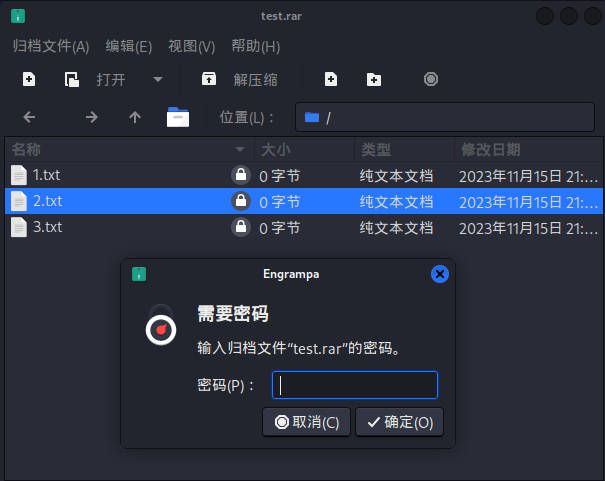 test.rar
归档文件(A) 编辑(E) 视图(V) 帮助(H)
打开 解压缩
位置(L)： /
名称 大小 类型 修改日期
1.txt 0 字节 纯文本文档 2023年11月15日 21:…
2.txt 0 字节 纯文本文档 2023年11月15日 21:…
3.txt 0 字节 纯文本文档 2023年11月15日 21:…
Engrampa
需要密码
输入归档文件“test.rar”的密码。
密码(P)：
取消(C) 确定(O)